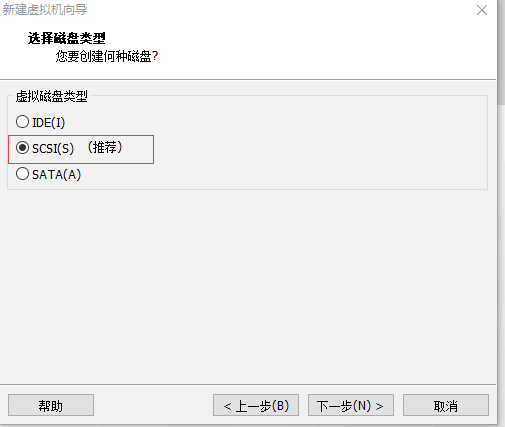 新建虚拟机向导
选择磁盘类型
您要创建何种磁盘?
虚拟磁盘类型
IDE(I)
SCSI(S) （推荐）
SATA(A)
帮助 < 上一步(B) 下一步(N) > 取消